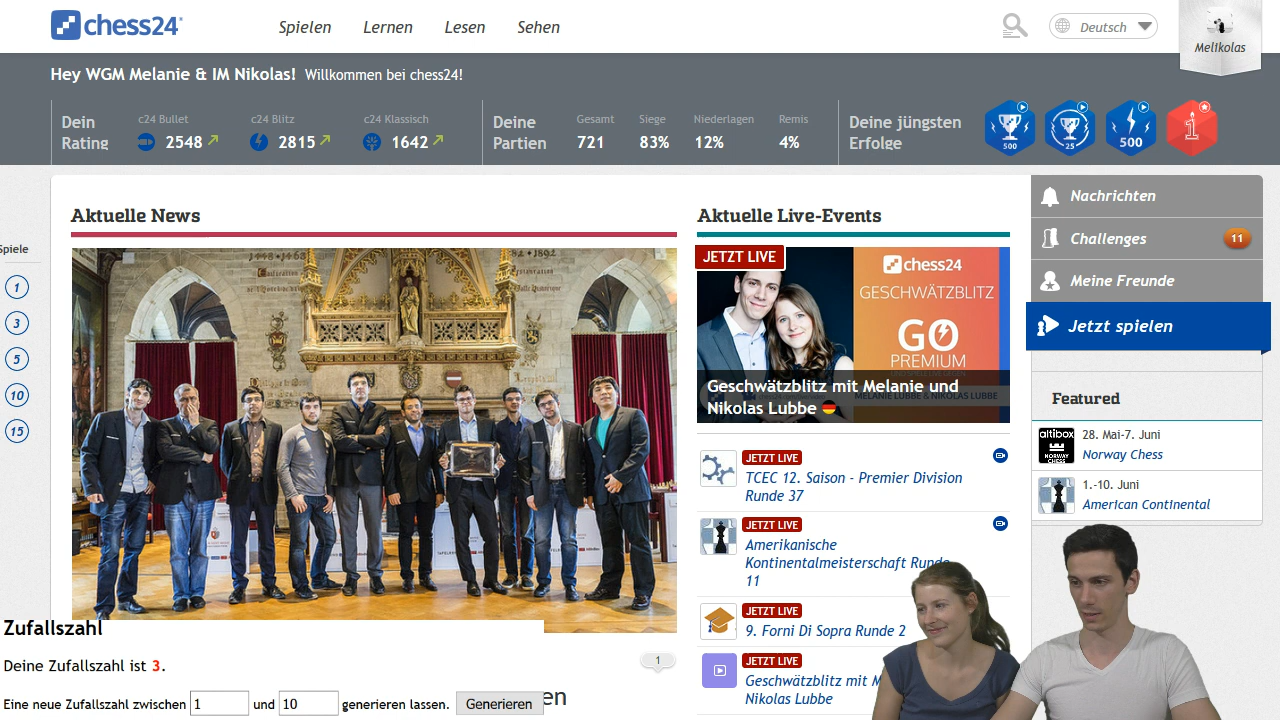 chess24
Spielen Lernen Lesen Sehen
Deutsch
Melikolas
Hey WGM Melanie & IM Nikolas! Willkommen bei chess24!
Dein
Rating
c24 Bullet
2548
c24 Blitz
2815
c24 Klassisch
1642
Deine
Partien
Gesamt
721
Siege
83%
Niederlagen
12%
Remis
4%
Deine jüngsten
Erfolge
500
25
500
1
Spiele
1
3
5
10
15
Aktuelle News
Aktuelle Live-Events
JETZT LIVE
chess24
GESCHWÄTZBLITZ
GO
PREMIUM
MELANIE LUBBE & NIKOLAS LUBBE
Geschwätzblitz mit Melanie und
Nikolas Lubbe
JETZT LIVE
TCEC 12. Saison - Premier Division
Runde 37
JETZT LIVE
Amerikanische
Kontinentalmeisterschaft Runde
11
JETZT LIVE
9. Forni Di Sopra Runde 2
JETZT LIVE
Geschwätzblitz mit M
Nikolas Lubbe
Nachrichten
Challenges 11
Meine Freunde
Jetzt spielen
Featured
altibox
NORWAY
CHESS
28. Mai-7. Juni
Norway Chess
1.-10. Juni
American Continental
1
en
Zufallszahl
Deine Zufallszahl ist 3.
Eine neue Zufallszahl zwischen 1 und 10 generieren lassen. Generieren